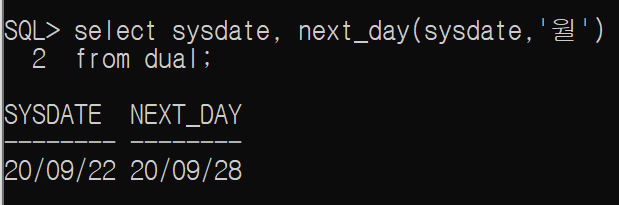 SQL> select sysdate, next_day(sysdate,'월')
2 from dual;
SYSDATE NEXT_DAY
-------- --------
20/09/22 20/09/28